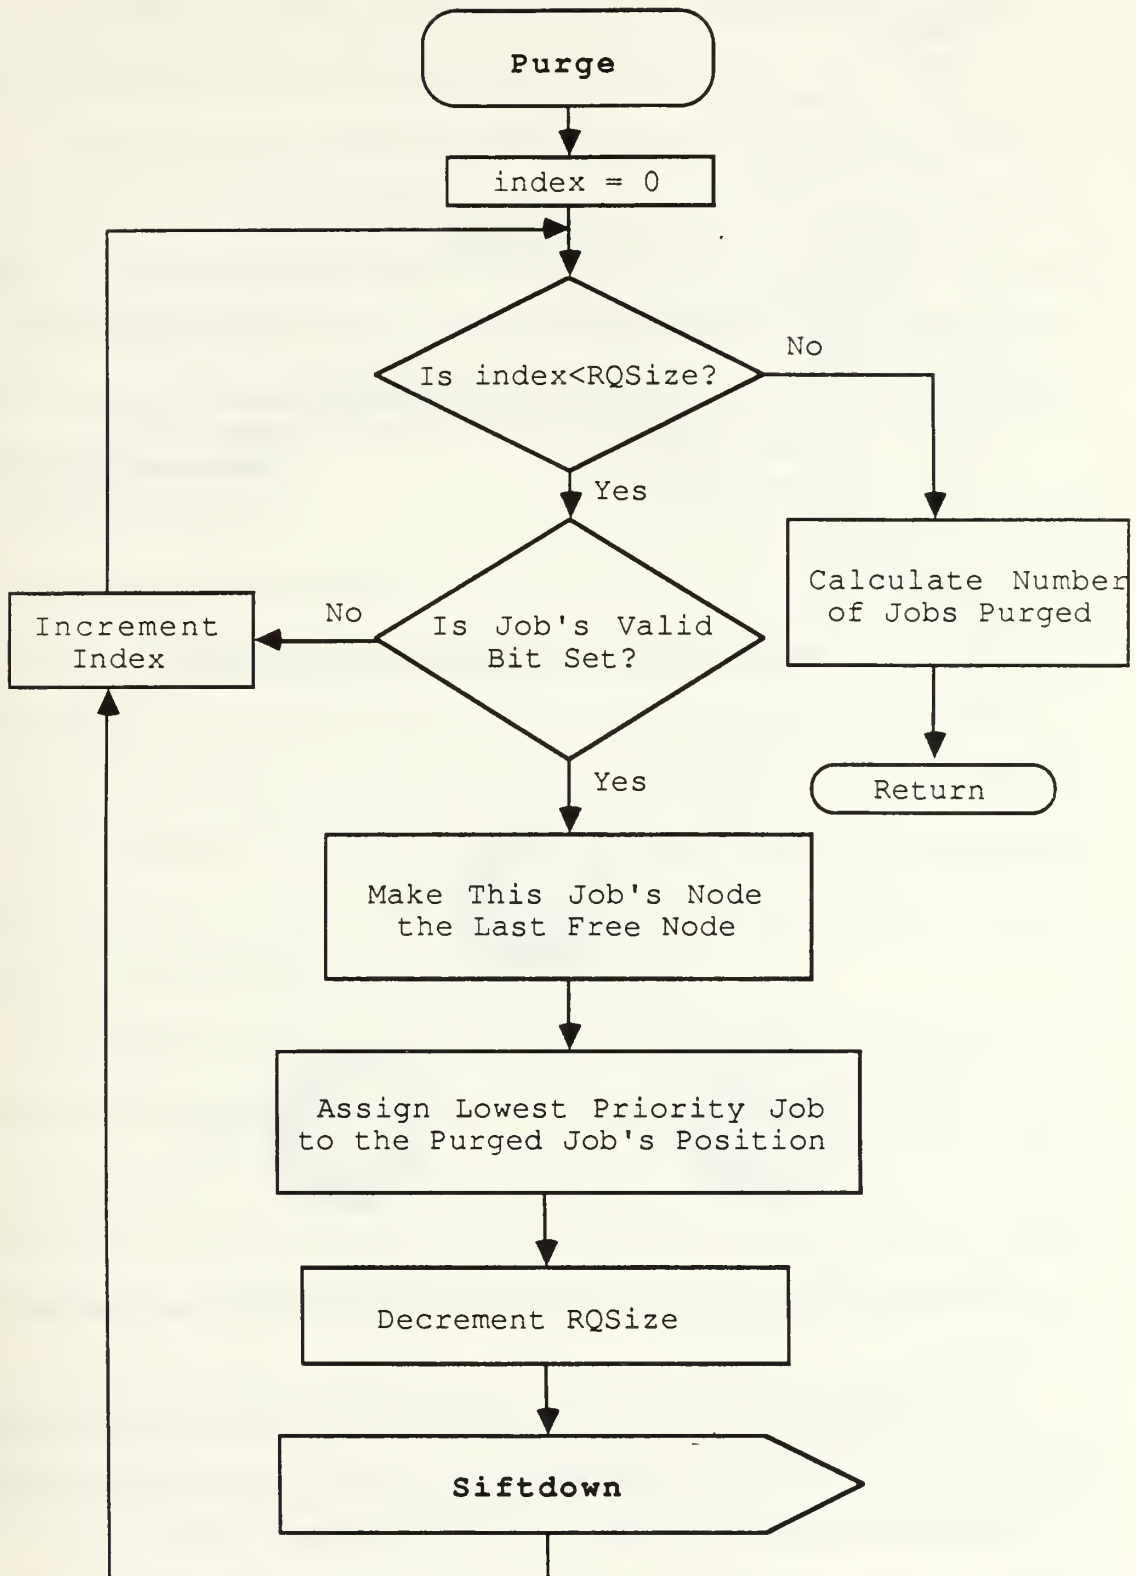 Purge
index = 0
Is index<RQSize?
No
Yes
Calculate Number
of Jobs Purged
Increment
Index
No
Is Job's Valid
Bit Set?
Yes
Return
Make This Job's Node
the Last Free Node
Assign Lowest Priority Job
to the Purged Job's Position
Decrement RQSize
Siftdown